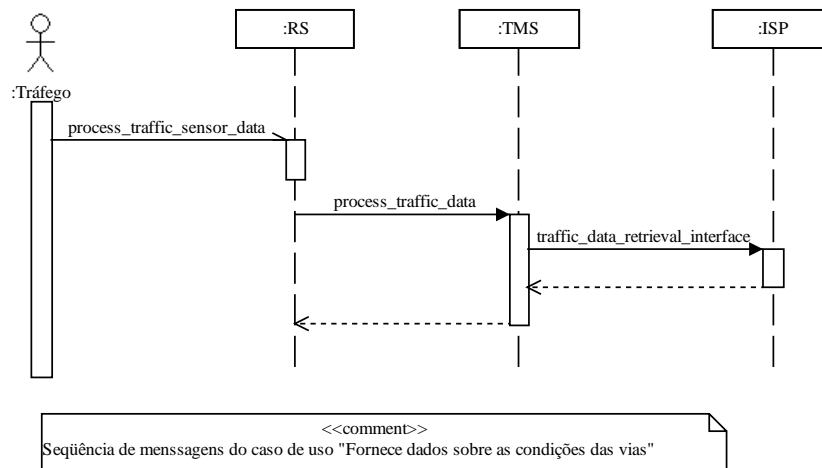 :RS
:TMS
:ISP
:Tráfego
process_traffic_sensor_data
process_traffic_data
traffic_data_retrieval_interface
<<comment>>
Seqüência de menssagens do caso de uso "Fornece dados sobre as condições das vias"